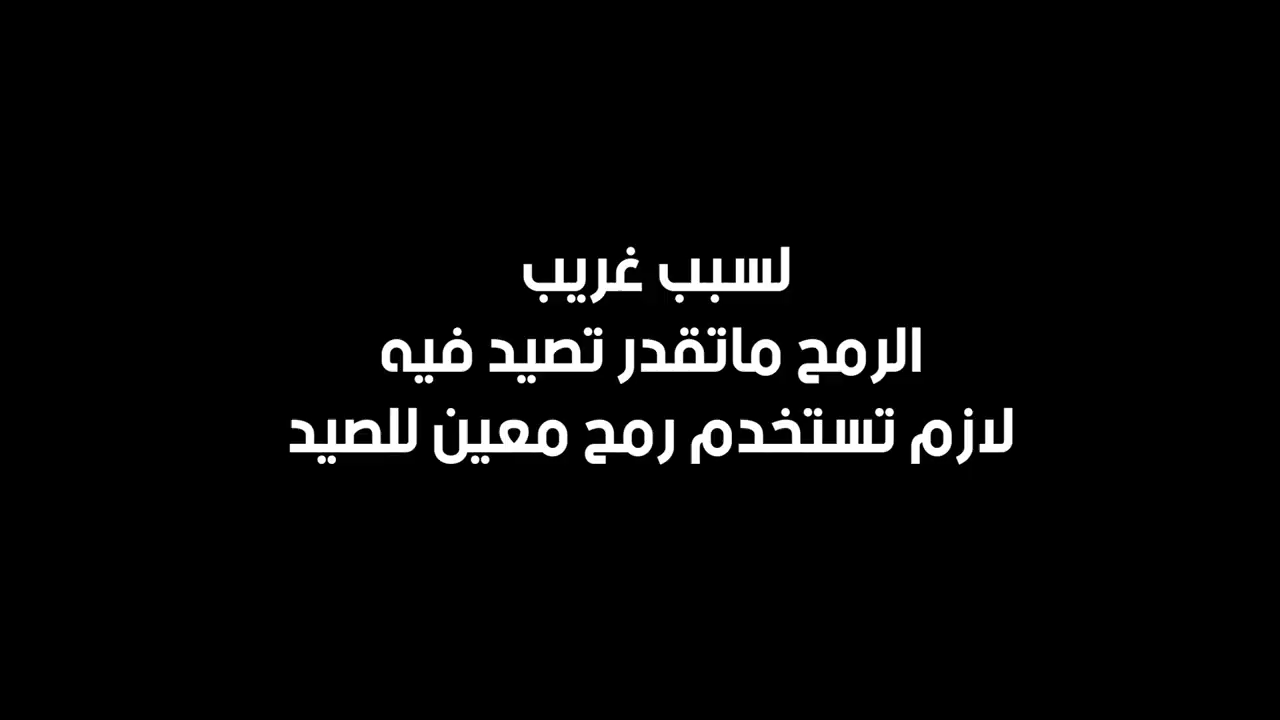 لسبب غريب
الرمح ماتقدر تصيد فيه
لازم تستخدم رمح معين للصيد